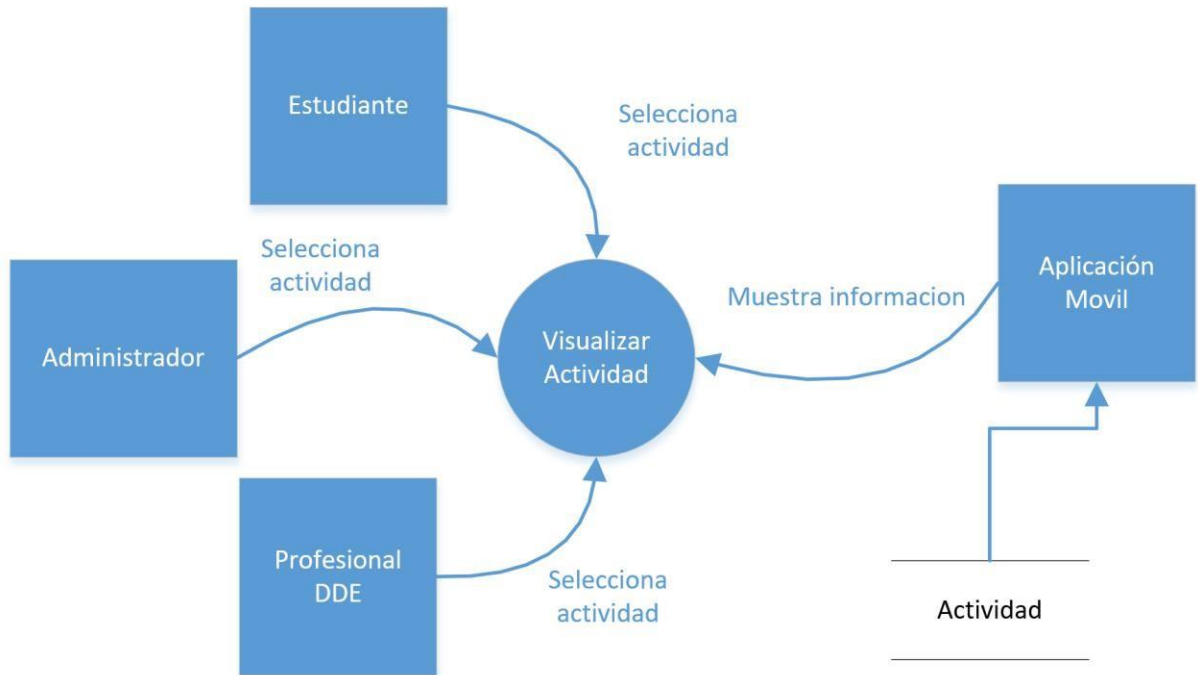 Estudiante
Selecciona
actividad
Selecciona
actividad
Administrador
Visualizar
Actividad
Muestra informacion
Aplicación
Movil
Profesional
DDE
Selecciona
actividad
Actividad